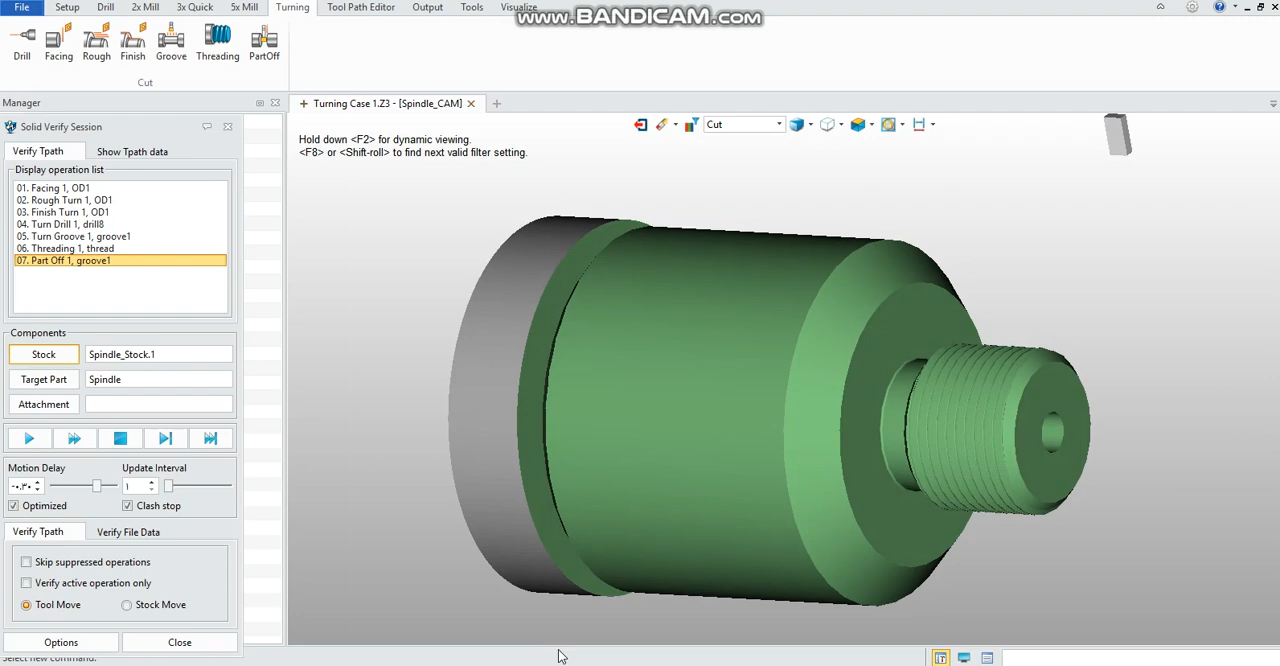 File Setup Drill 2x Mill 3x Quick 5x Mill Turning Tool Path Editor Output Tools Visualize
www.BANDICAM.com
Drill Facing Rough Finish Groove Threading PartOff
Cut
Manager
Turning Case 1.Z3 - [Spindle_CAM]
Solid Verify Session
Cut
Hold down <F2> for dynamic viewing.
<F8> or <Shift-roll> to find next valid filter setting.
Verify Tpath Show Tpath data
Display operation list
01. Facing 1, OD1
02. Rough Turn 1, OD1
03. Finish Turn 1, OD1
04. Turn Drill 1, drill8
05. Turn Groove 1, groove1
06. Threading 1, thread
07. Part Off 1, groove1
Components
Stock Spindle_Stock.1
Target Part Spindle
Attachment
Motion Delay Update Interval
-٠.٣٠ ١
Optimized Clash stop
Verify Tpath Verify File Data
Skip suppressed operations
Verify active operation only
Tool Move Stock Move
Options Close
Select new command.